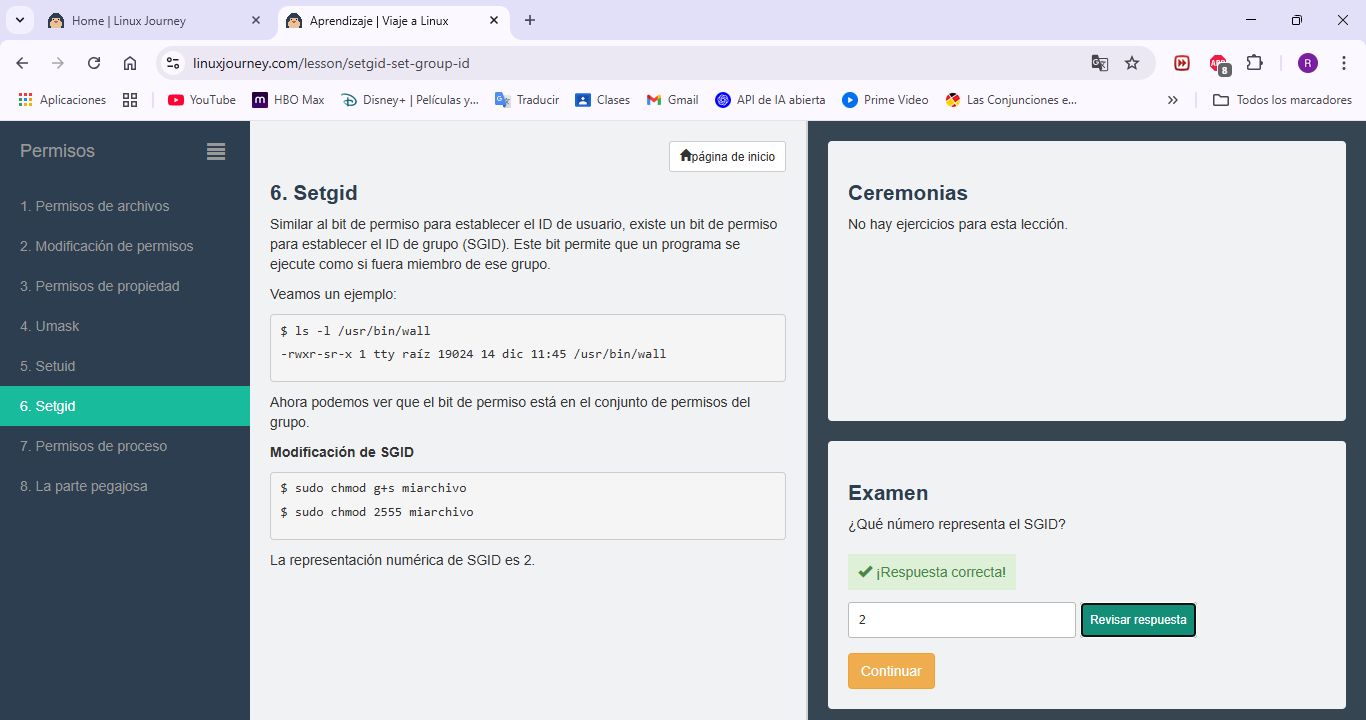 Home | Linux Journey
Aprendizaje | Viaje a Linux
linuxjourney.com/lesson/setgid-set-group-id
8
R
Aplicaciones
YouTube
HBO Max
Disney+ | Películas y...
Traducir
Clases
Gmail
API de IA abierta
Prime Video
Las Conjunciones e...
Todos los marcadores
Permisos
1. Permisos de archivos
2. Modificación de permisos
3. Permisos de propiedad
4. Umask
5. Setuid
6. Setgid
7. Permisos de proceso
8. La parte pegajosa
página de inicio
6. Setgid
Similar al bit de permiso para establecer el ID de usuario, existe un bit de permiso
para establecer el ID de grupo (SGID). Este bit permite que un programa se
ejecute como si fuera miembro de ese grupo.
Veamos un ejemplo:
$ ls -l /usr/bin/wall
-rwxr-sr-x 1 tty raíz 19024 14 dic 11:45 /usr/bin/wall
Ahora podemos ver que el bit de permiso está en el conjunto de permisos del
grupo.
Modificación de SGID
$ sudo chmod g+s miarchivo
$ sudo chmod 2555 miarchivo
La representación numérica de SGID es 2.
Ceremonias
No hay ejercicios para esta lección.
Examen
¿Qué número representa el SGID?
¡Respuesta correcta!
2
Revisar respuesta
Continuar